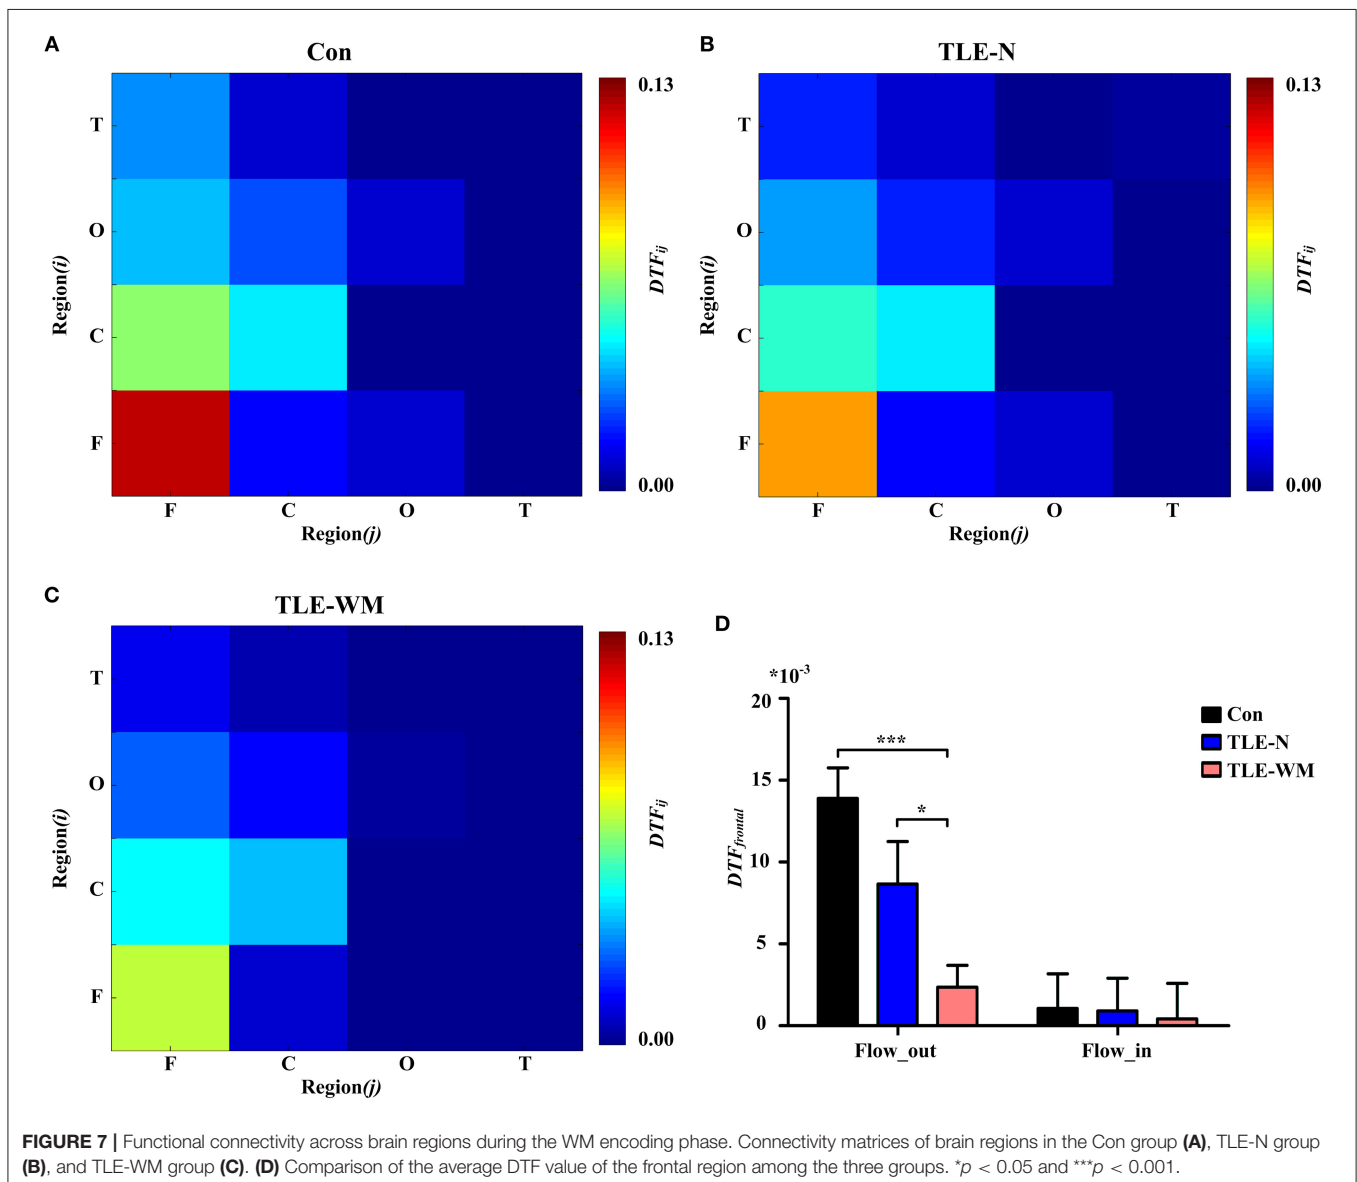 A
Con
T
O
C
F
Region(i)
F C O T
Region(j)
0.13
DTFij
0.00
B
TLE-N
T
O
C
F
Region(i)
F C O T
Region(j)
0.13
DTFij
0.00
C
TLE-WM
T
O
C
F
Region(i)
F C O T
Region(j)
0.13
DTFij
0.00
D
*10-3
20
15
10
5
0
DTFfrontal
***
*
Con
TLE-N
TLE-WM
Flow_out Flow_in
FIGURE 7 | Functional connectivity across brain regions during the WM encoding phase. Connectivity matrices of brain regions in the Con group (A), TLE-N group
(B), and TLE-WM group (C). (D) Comparison of the average DTF value of the frontal region among the three groups. *p < 0.05 and ***p < 0.001.